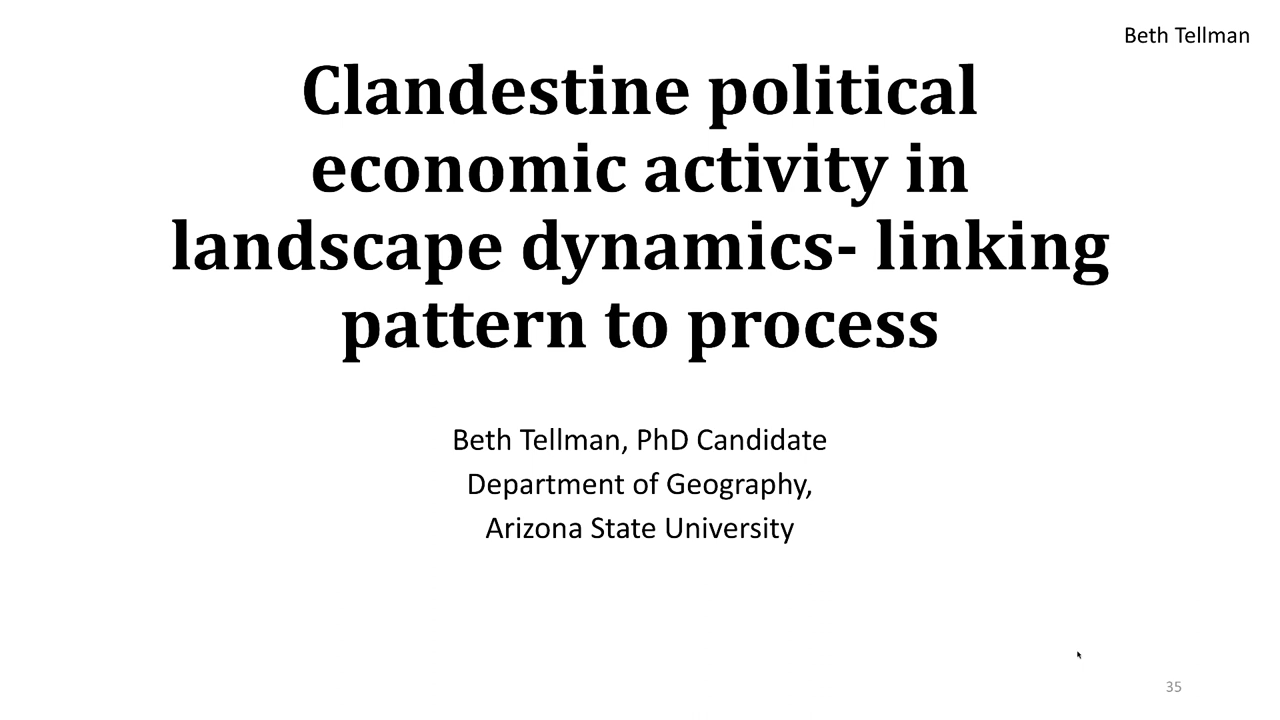 Beth Tellman
Clandestine political
economic activity in
landscape dynamics- linking
pattern to process
Beth Tellman, PhD Candidate
Department of Geography,
Arizona State University
35